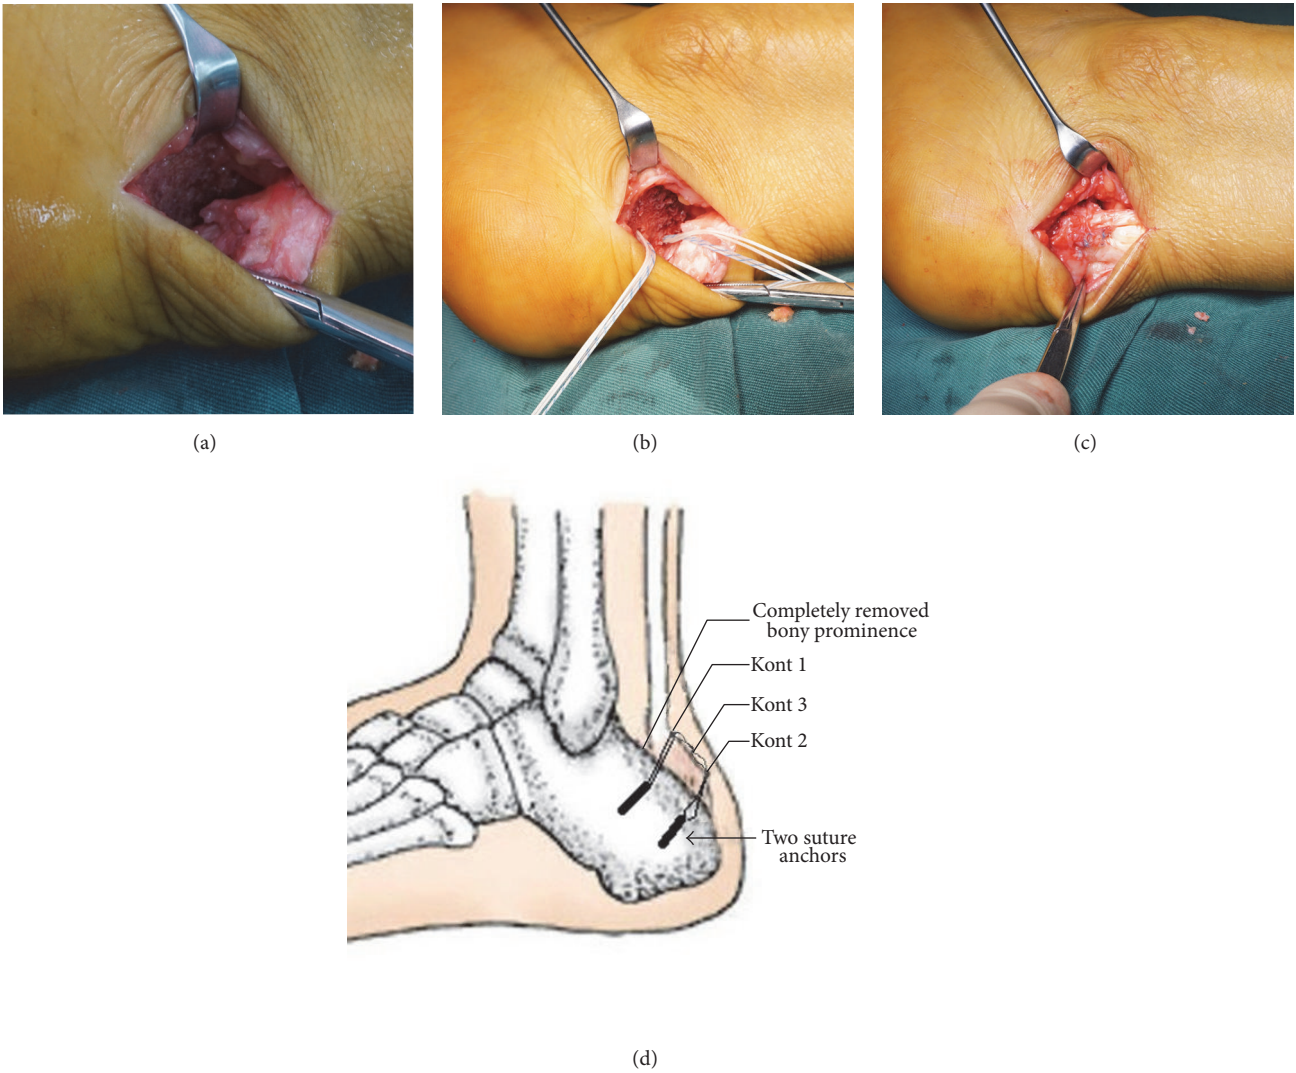 (a)
(b)
(c)
Completely removed
bony prominence
Kont 1
Kont 3
Kont 2
Two suture
anchors
(d)